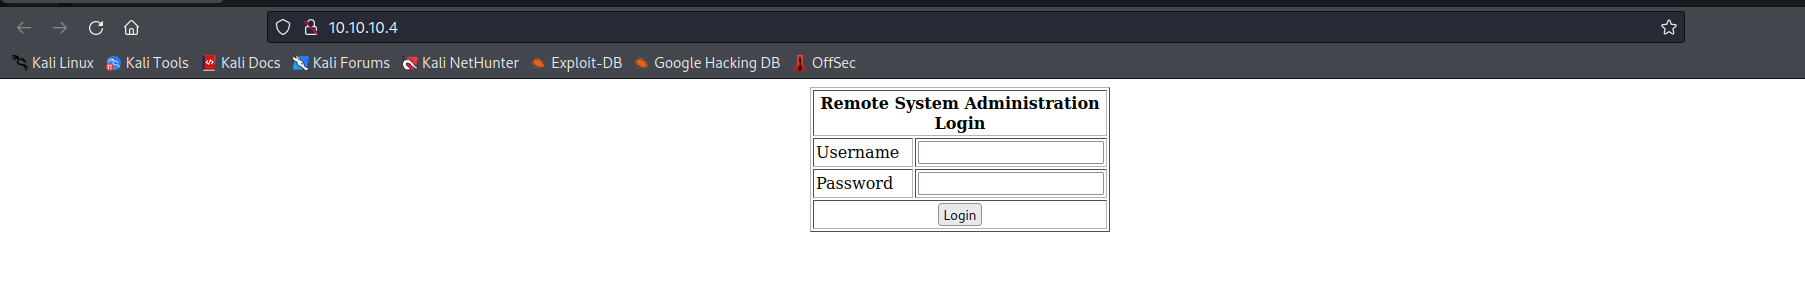 10.10.10.4
Kali Linux Kali Tools Kali Docs Kali Forums Kali NetHunter Exploit-DB Google Hacking DB OffSec
Remote System Administration
Login
Username
Password
Login